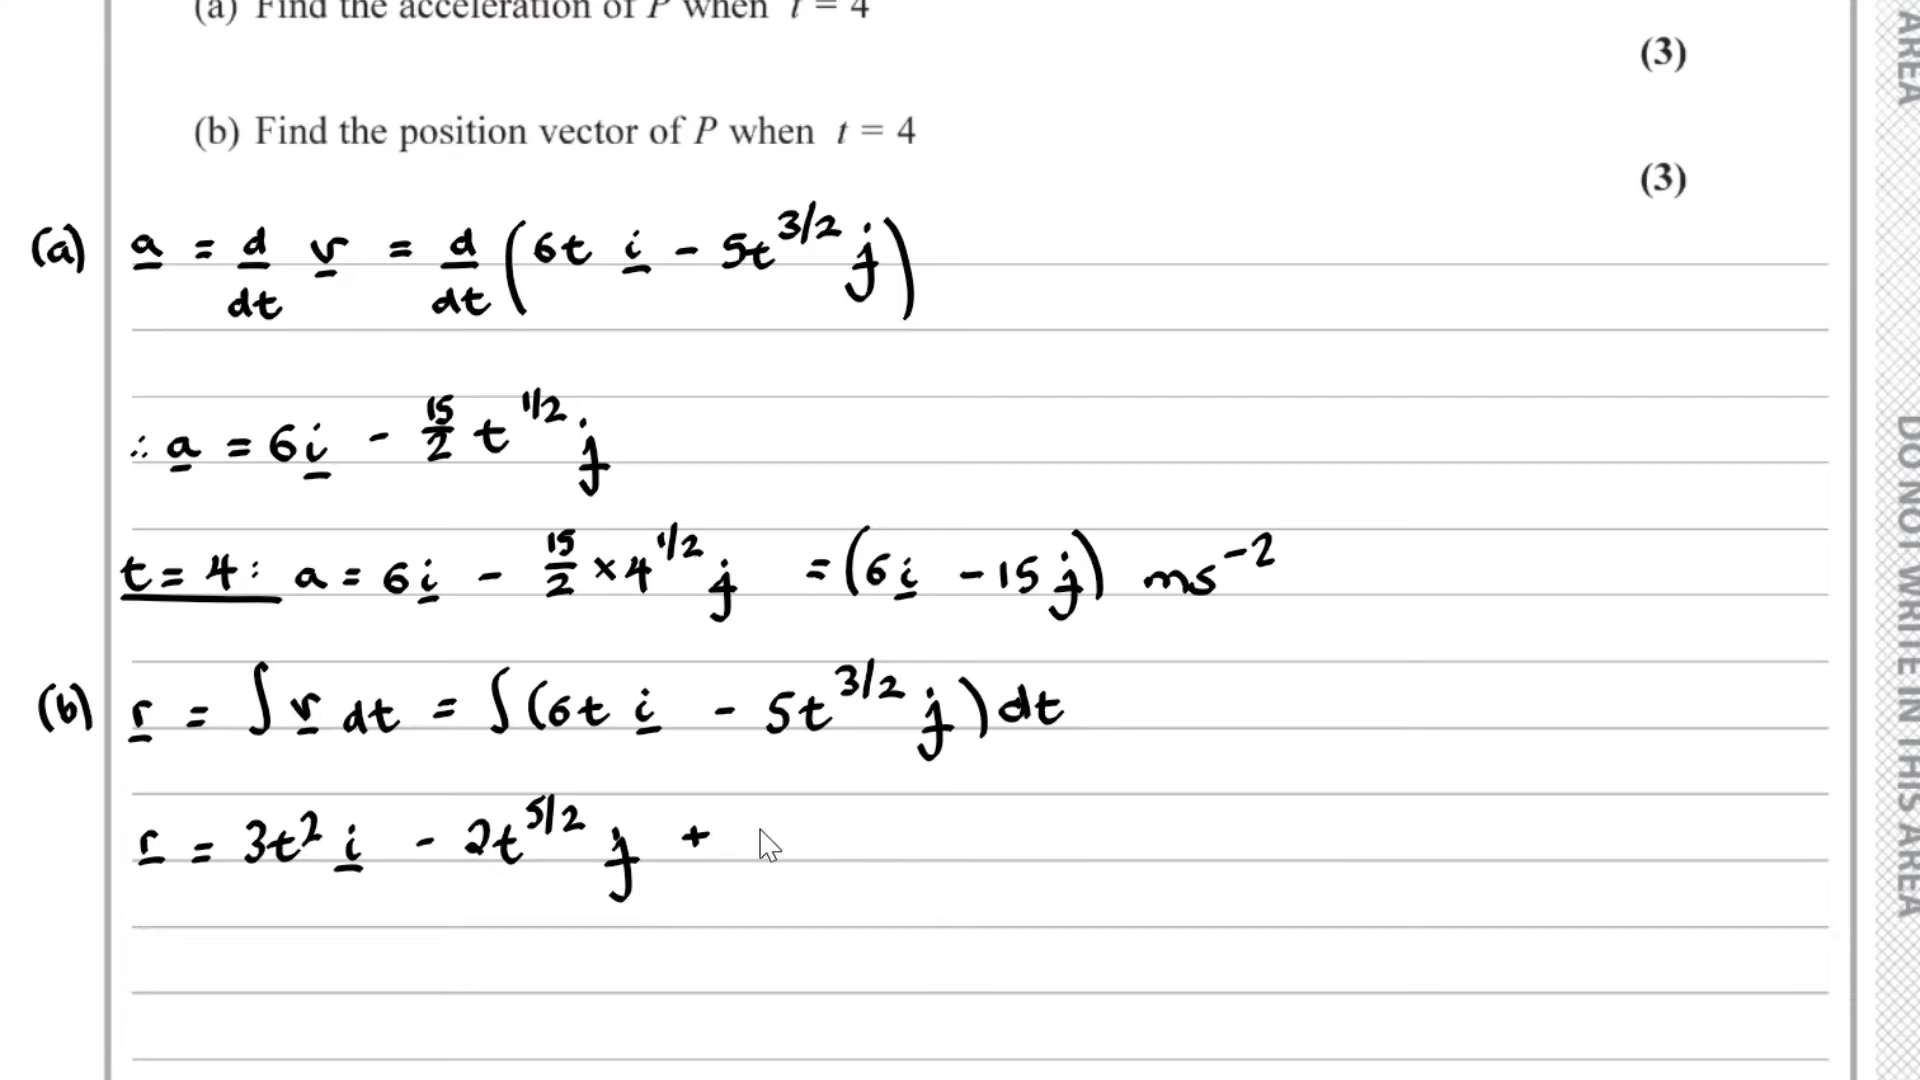 (a) Find the acceleration of P when t = 4
(3)
(b) Find the position vector of P when t = 4
(3)
(a) a = d/dt v = d/dt (6t i - 5t^3/2 j)
∴ a = 6i - 15/2 t^1/2 j
t = 4: a = 6i - 15/2 × 4^1/2 j = (6i - 15j) ms^-2
(b) r = ∫ v dt = ∫(6t i - 5t^3/2 j) dt
r = 3t^2 i - 2t^5/2 j +
AREA
DO NOT WRITE IN THIS AREA